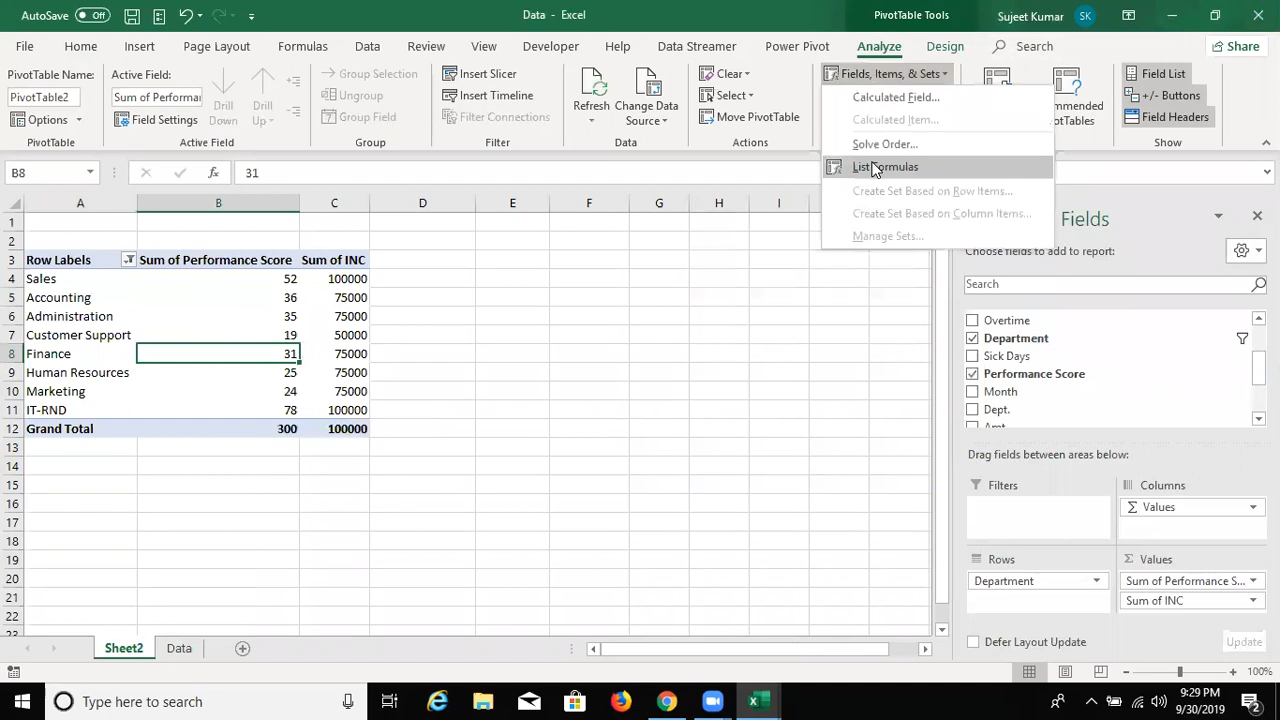 AutoSave Off Data - Excel PivotTable Tools Sujeet Kumar SK
File Home Insert Page Layout Formulas Data Review View Developer Help Data Streamer Power Pivot Analyze Design Search Share
PivotTable Name: Active Field: Group Selection Insert Slicer Clear Fields, Items, & Sets Field List
PivotTable2 Sum of Performa Drill Down Drill Up Ungroup Insert Timeline Refresh Change Data Source Select Calculated Field... +/- Buttons
Options Field Settings Group Field Filter Connections Move PivotTable Calculated Item... Field Headers
PivotTable Active Field Group Filter Data Actions Solve Order... Show
B8 31 List Formulas
Create Set Based on Row Items...
Create Set Based on Column Items...
Manage Sets...
A B C D E F G H I
Fields
Choose fields to add to report:
Search
1
2
3 Row Labels Sum of Performance Score Sum of INC
4 Sales 52 100000
5 Accounting 36 75000
6 Administration 35 75000
7 Customer Support 19 50000
8 Finance 31 75000
9 Human Resources 25 75000
10 Marketing 24 75000
11 IT-RND 78 100000
12 Grand Total 300 100000
13
14
15
16
17
18
19
20
21
22
23
Overtime
Department
Sick Days
Performance Score
Month
Dept.
Amt
Drag fields between areas below:
Filters Columns
Σ Values
Rows Σ Values
Department Sum of Performance S...
Sum of INC
Defer Layout Update Update
Sheet2 Data
100%
Type here to search
9:29 PM
9/30/2019
2